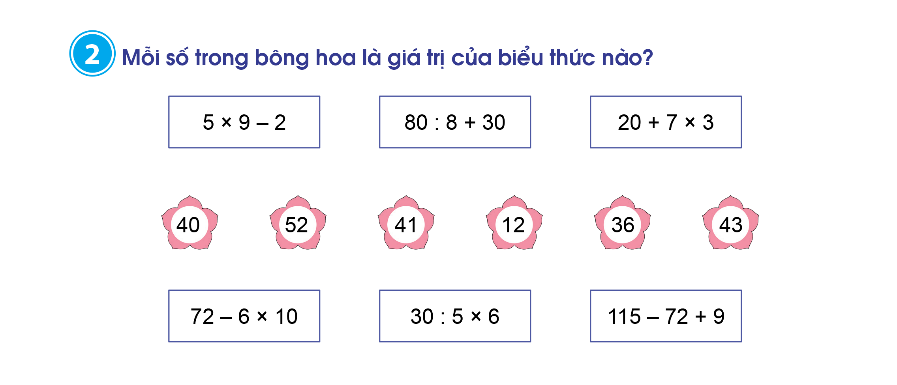 2 Mỗi số trong bông hoa là giá trị của biểu thức nào?
5 × 9 – 2 80 : 8 + 30 20 + 7 × 3
40 52 41 12 36 43
72 – 6 × 10 30 : 5 × 6 115 – 72 + 9